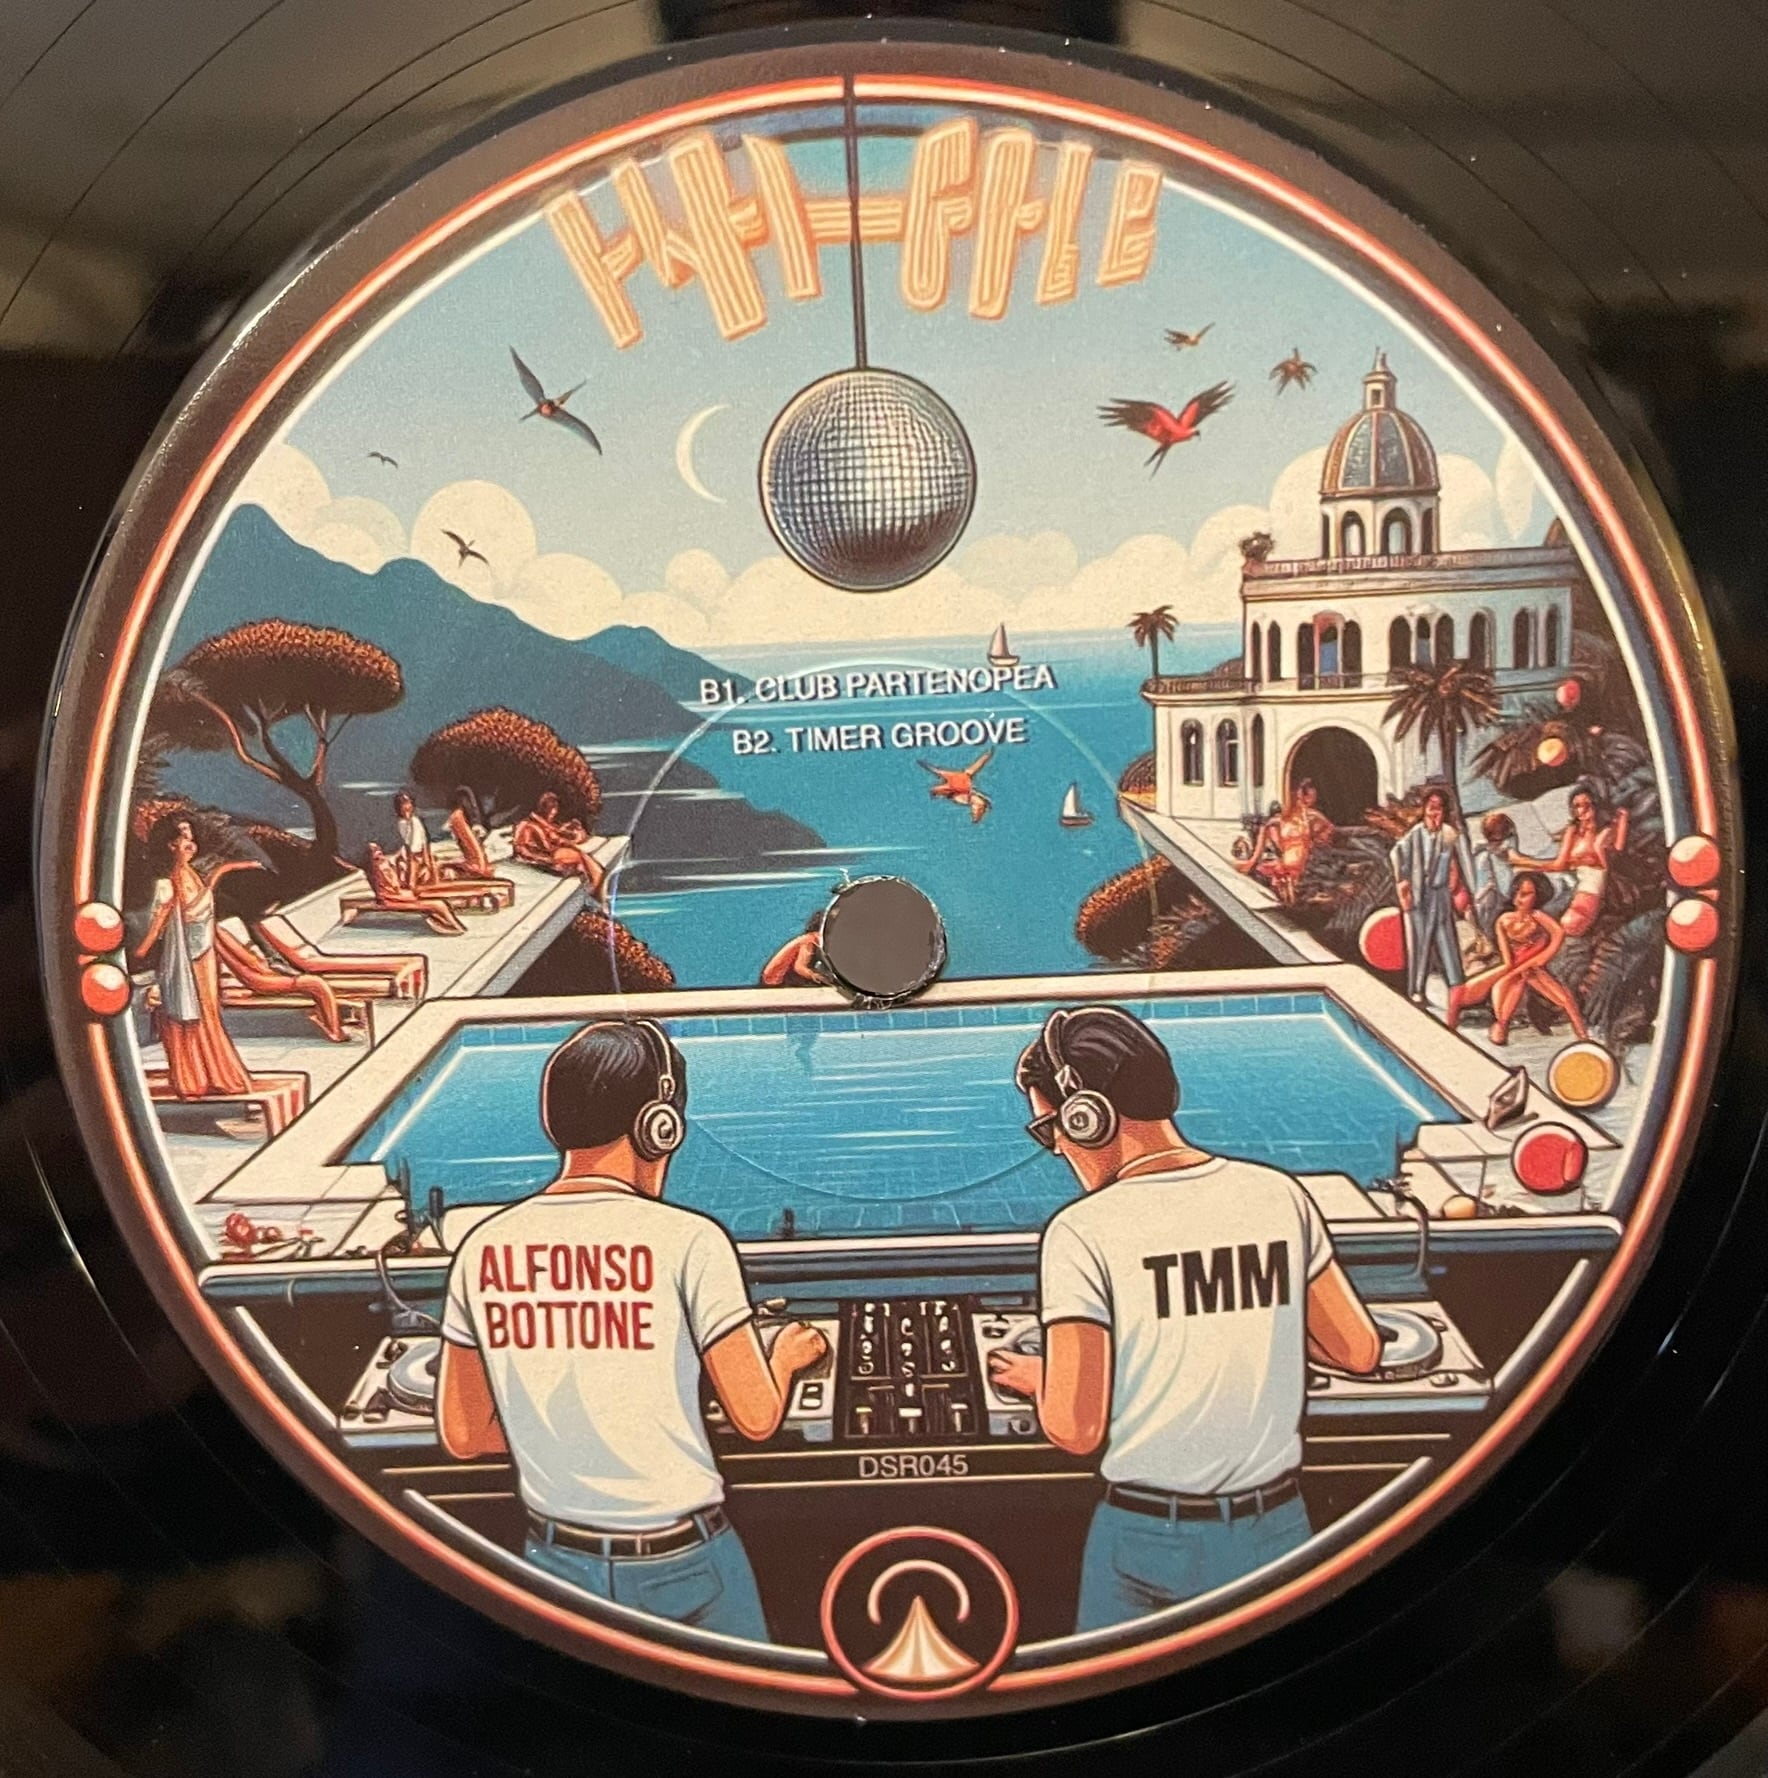 B1. CLUB PARTENOPEA
B2. TIMER GROOVE
ALFONSO
BOTTONE
TMM
DSR045